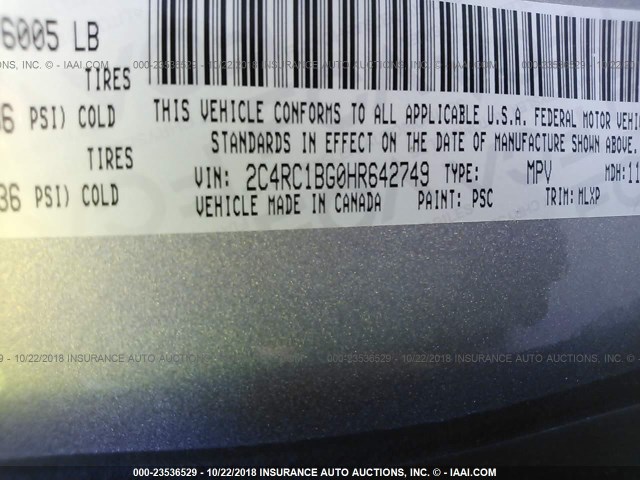 6005 LB
TIRES
36 PSI) COLD
TIRES
36 PSI) COLD
THIS VEHICLE CONFORMS TO ALL APPLICABLE U.S.A. FEDERAL MOTOR VEHI
STANDARDS IN EFFECT ON THE DATE OF MANUFACTURE SHOWN ABOVE.
VIN: 2C4RC1BG0HR642749 TYPE: MPV MDH:11
VEHICLE MADE IN CANADA PAINT: PSC TRIM: MLXP
000-23536529 - 10/22/2018 INSURANCE AUTO AUCTIONS, INC. - © IAAI.COM